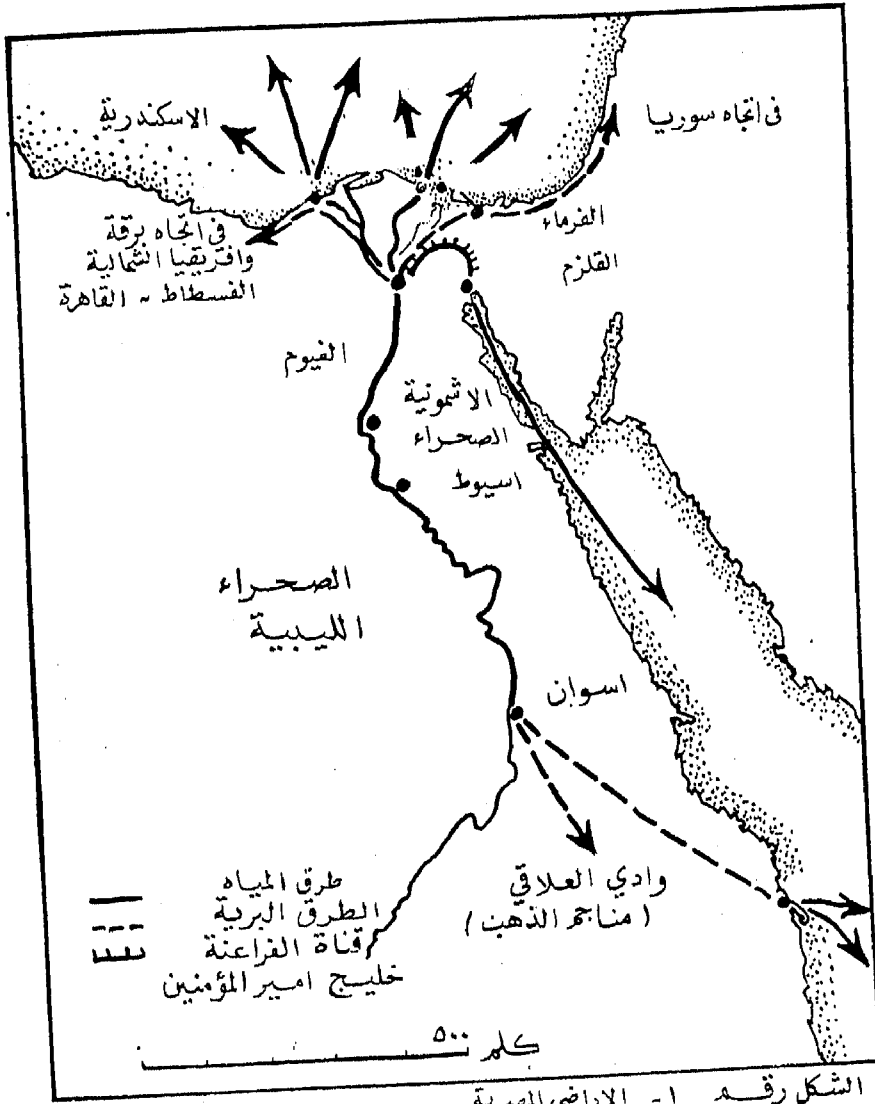 الاسكندرية
في اتجاه سوريا
في اتجاه برقة
وافريقيا الشمالية
الفسطاط - القاهرة
الفرماء
القلزم
الفيوم
الاشمونية
الصحراء
اسيوط
الصحراء
الليبية
اسوان
وادي العلاقي
(مناجم الذهب)
طرق المياه
الطرق البرية
قناة الفراعنة
خليج امير المؤمنين
٥٠٠ كلم
الشكل رقم ١- الاراضي المصرية